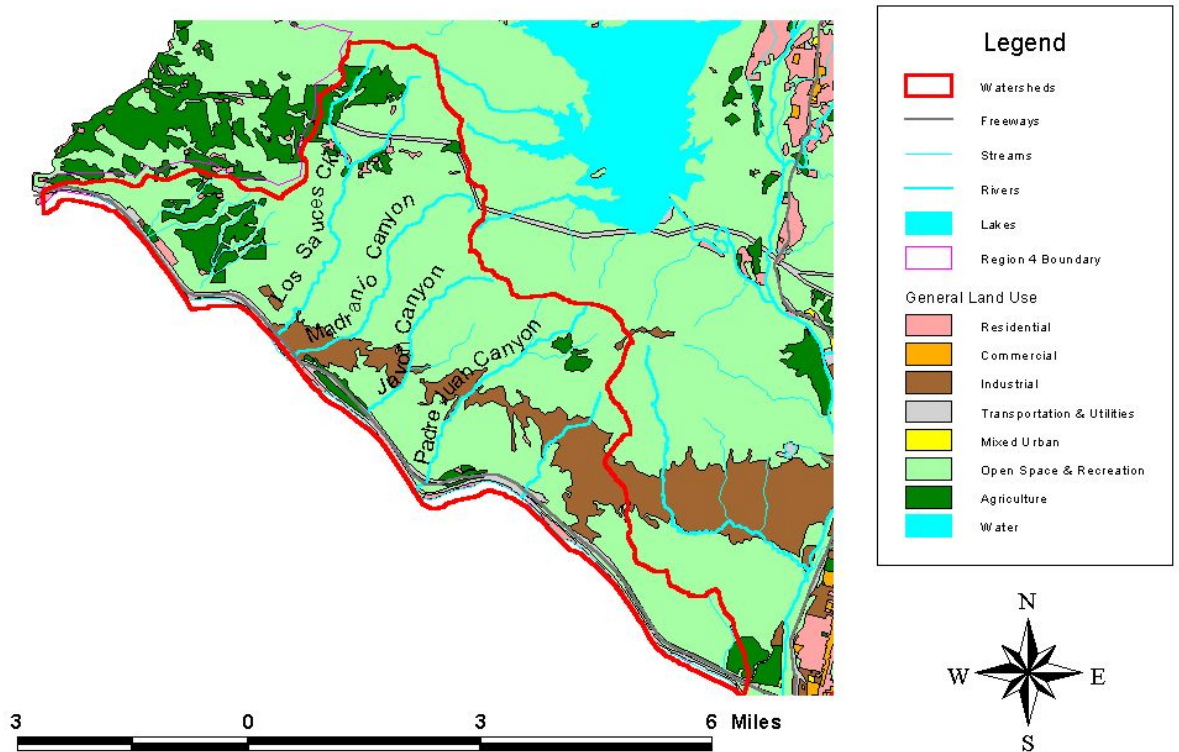 Los Sauces Ck
Madranio Canyon
Javon Canyon
Padre Juan Canyon
3 0 3 6 Miles
Legend
Watersheds
Freeways
Streams
Rivers
Lakes
Region 4 Boundary
General Land Use
Residential
Commercial
Industrial
Transportation & Utilities
Mixed Urban
Open Space & Recreation
Agriculture
Water
N
W E
S